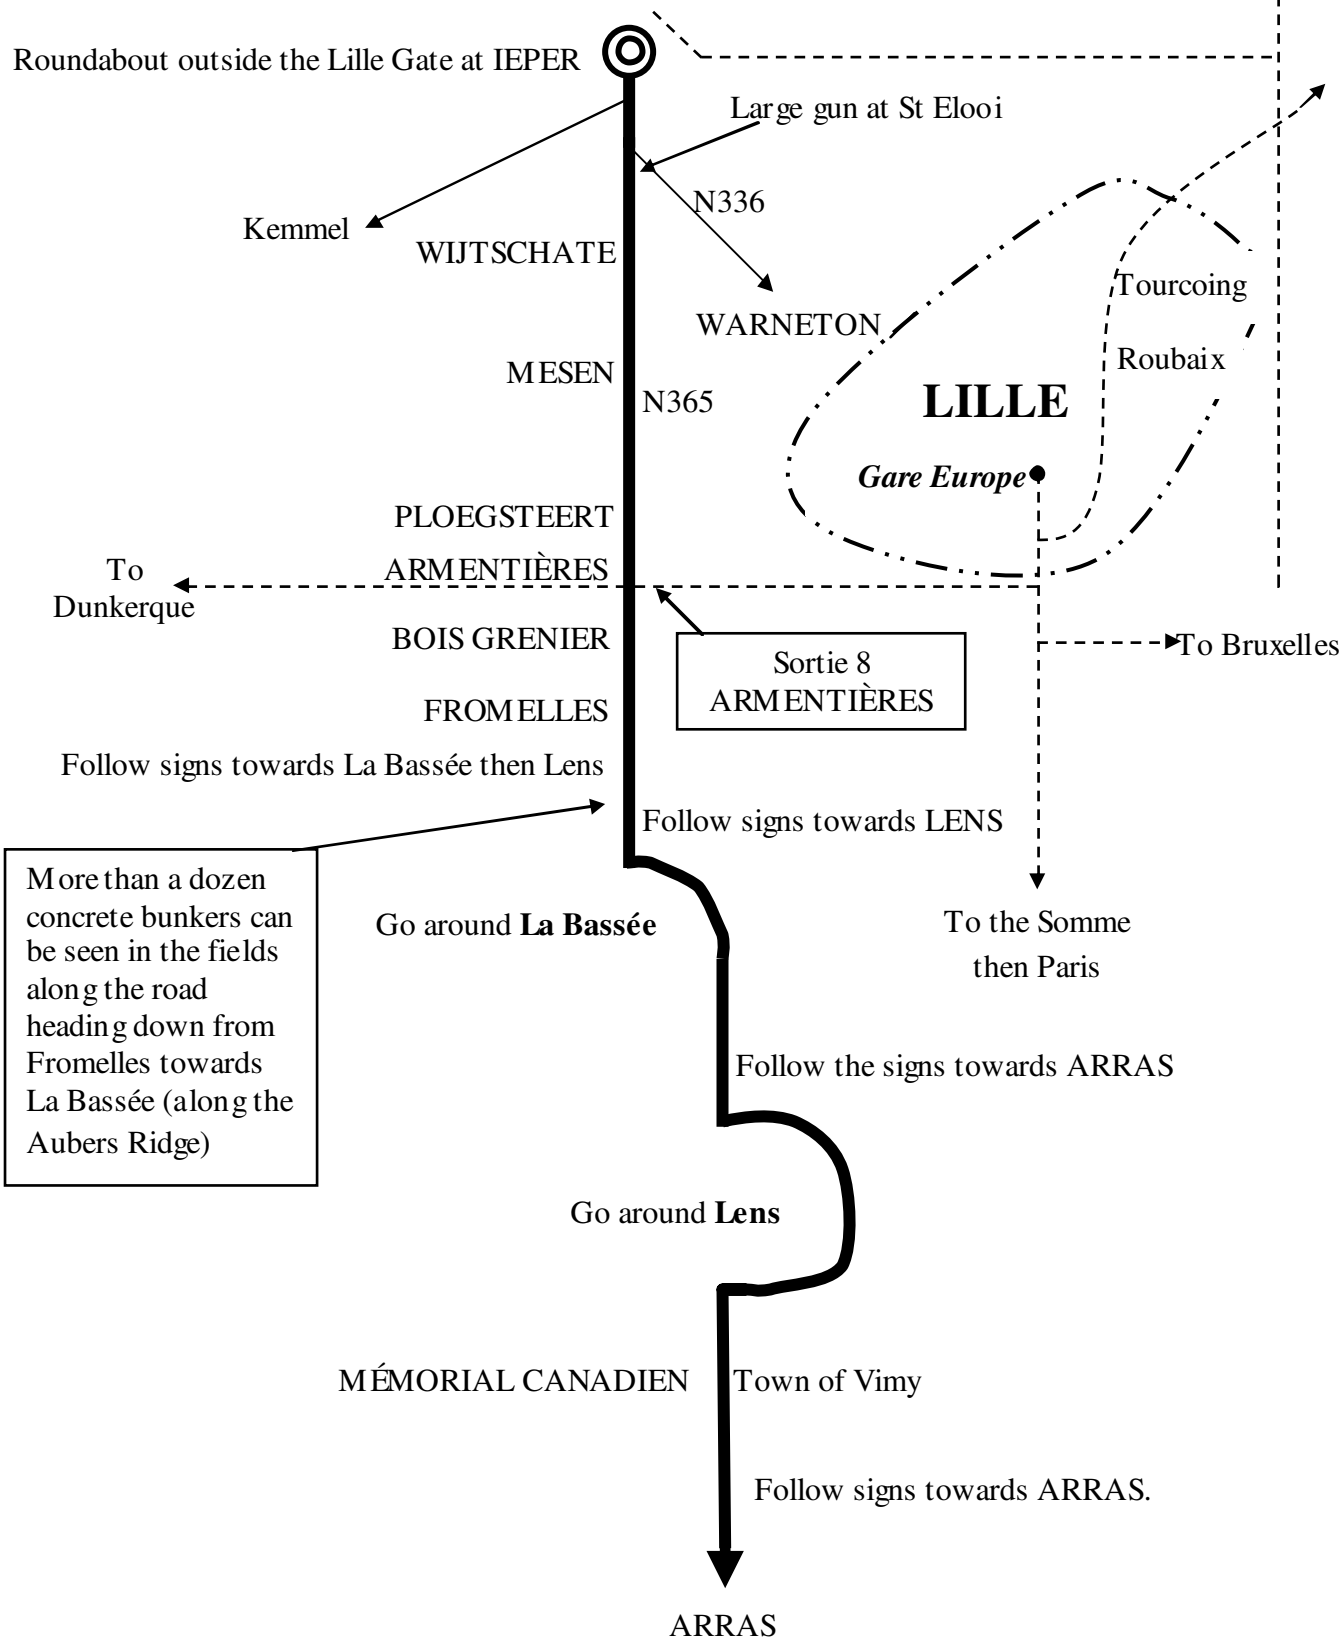 Roundabout outside the Lille Gate at IEPER
Large gun at St Elooi
N336
Kemmel
WIJTSCHATE
Tourcoing
WARNETON
Roubaix
MESEN
N365
LILLE
Gare Europe
PLOEGSTEERT
To
Dunkerque
ARMENTIÈRES
BOIS GRENIER
To Bruxelles
Sortie 8
ARMENTIÈRES
FROMELLES
Follow signs towards La Bassée then Lens
Follow signs towards LENS
More than a dozen
concrete bunkers can
be seen in the fields
along the road
heading down from
Fromelles towards
La Bassée (along the
Aubers Ridge)
Go around La Bassée
To the Somme
then Paris
Follow the signs towards ARRAS
Go around Lens
MÉMORIAL CANADIEN
Town of Vimy
Follow signs towards ARRAS.
ARRAS